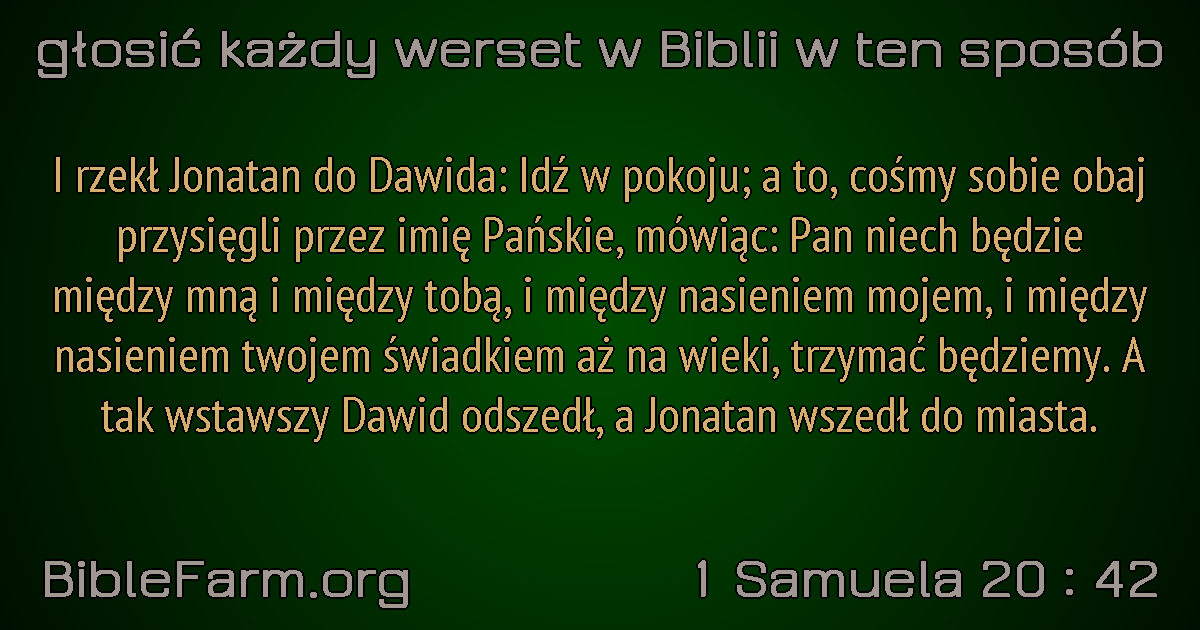 głosić każdy werset w Biblii w ten sposób
I rzekł Jonatan do Dawida: Idź w pokoju; a to, cośmy sobie obaj
przysięgli przez imię Pańskie, mówiąc: Pan niech będzie
między mną i między tobą, i między nasieniem mojem, i między
nasieniem twojem świadkiem aż na wieki, trzymać będziemy. A
tak wstawszy Dawid odszedł, a Jonatan wszedł do miasta.
BibleFarm.org
1 Samuela 20 : 42